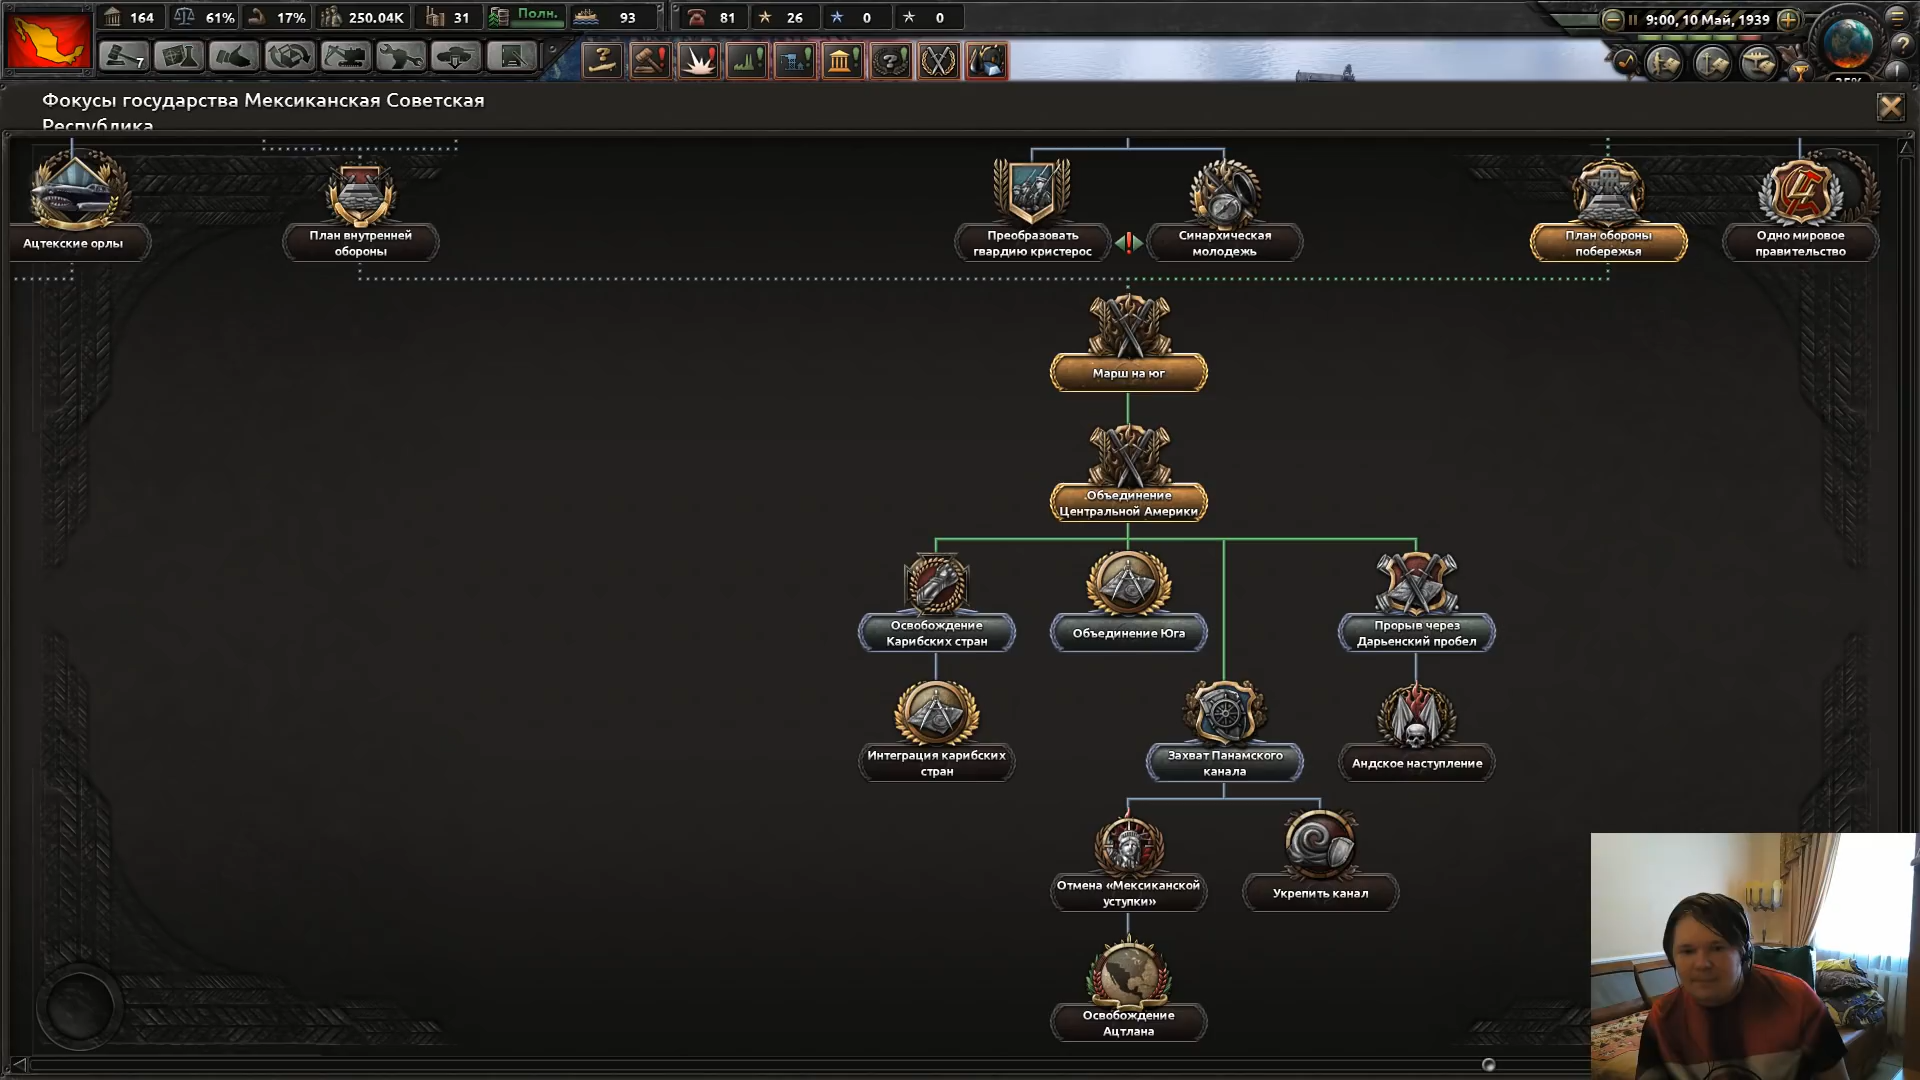 164
61%
17%
250.04K
31
Полн.
93
81
26
0
0
9:00, 10 Май, 1939
7
Фокусы государства Мексиканская Советская
Республика
Ацтекские орлы
План внутренней
обороны
Преобразовать
гвардию кристерос
Синархическая
молодежь
План обороны
побережья
Одно мировое
правительство
Марш на юг
Объединение
Центральной Америки
Освобождение
Карибских стран
Объединение Юга
Прорыв через
Дарьенский пробел
Интеграция карибских
стран
Захват Панамского
канала
Андское наступление
Отмена «Мексиканской
уступки»
Укрепить канал
Освобождение
Ацтлана